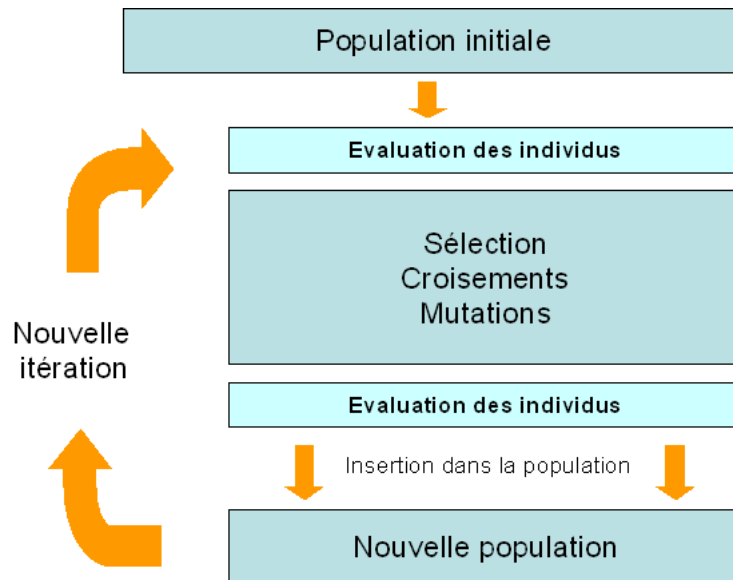 Population initiale
Evaluation des individus
Sélection
Croisements
Mutations
Nouvelle
itération
Evaluation des individus
Insertion dans la population
Nouvelle population